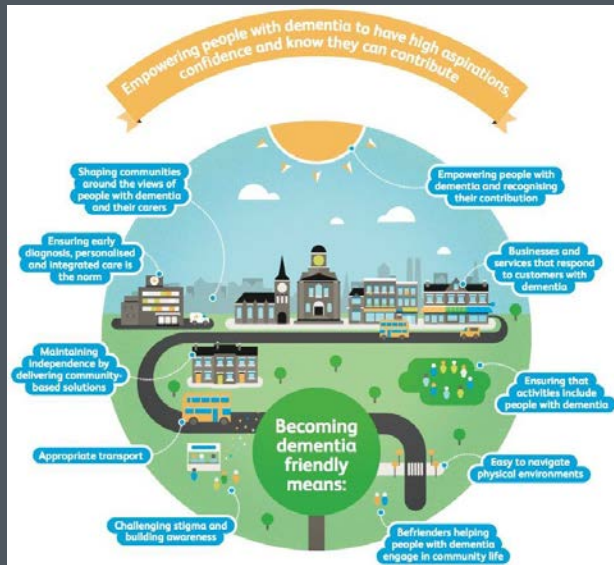 Empowering people with dementia to have high aspirations,
confidence and know they can contribute
Shaping communities
around the views of
people with dementia
and their carers
Empowering people with
dementia and recognising
their contribution
Ensuring early
diagnosis, personalised
and integrated care is
the norm
Businesses and
services that respond
to customers with
dementia
Maintaining
independence by
delivering community-
based solutions
Ensuring that
activities include
people with dementia
Appropriate transport
Becoming
dementia
friendly
means:
Easy to navigate
physical environments
Challenging stigma and
building awareness
Befrienders helping
people with dementia
engage in community life